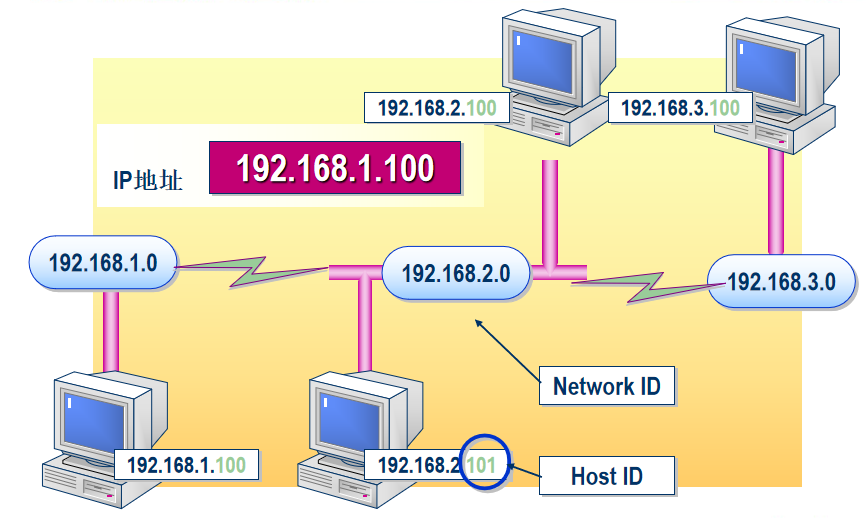 192.168.2.100
192.168.3.100
IP地址
192.168.1.100
192.168.1.0
192.168.2.0
192.168.3.0
Network ID
192.168.1.100
192.168.2.101
Host ID